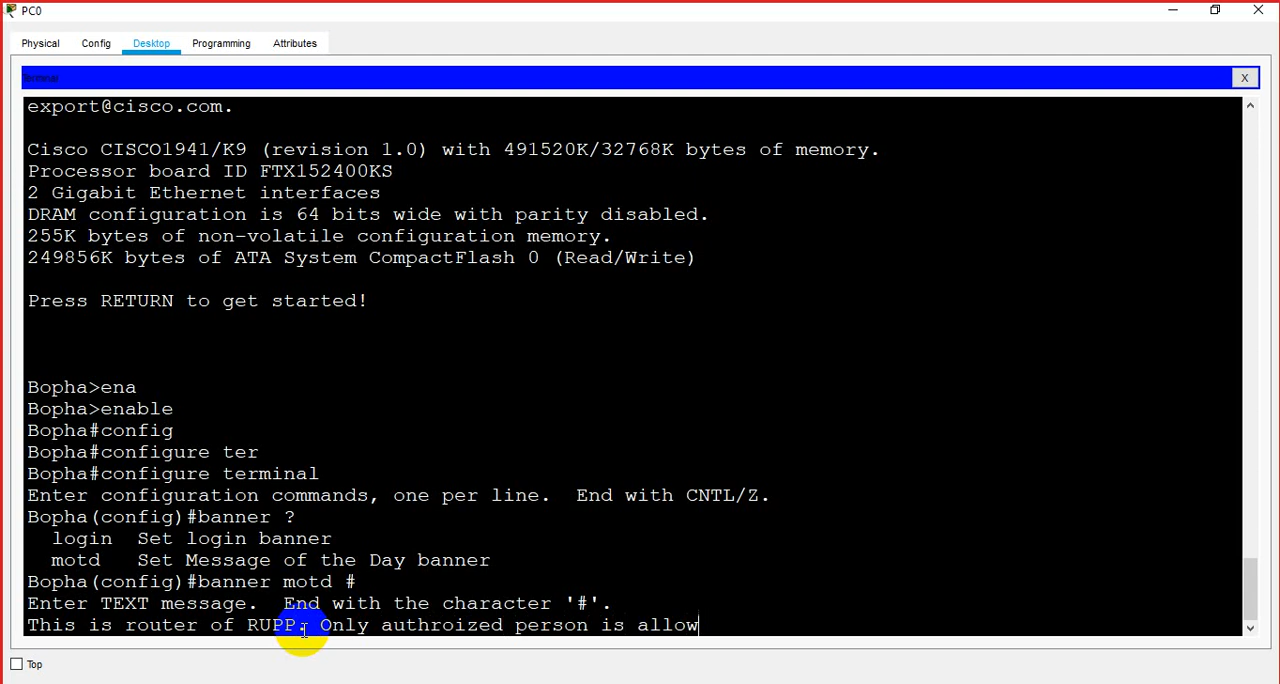 PC0
Physical Config Desktop Programming Attributes
Terminal
X
export@cisco.com.
Cisco CISCO1941/K9 (revision 1.0) with 491520K/32768K bytes of memory.
Processor board ID FTX152400KS
2 Gigabit Ethernet interfaces
DRAM configuration is 64 bits wide with parity disabled.
255K bytes of non-volatile configuration memory.
249856K bytes of ATA System CompactFlash 0 (Read/Write)
Press RETURN to get started!
Bopha>ena
Bopha>enable
Bopha#config
Bopha#configure ter
Bopha#configure terminal
Enter configuration commands, one per line.  End with CNTL/Z.
Bopha(config)#banner ?
  login  Set login banner
  motd   Set Message of the Day banner
Bopha(config)#banner motd #
Enter TEXT message.  End with the character '#'.
This is router of RUPP. Only authroized person is allow
Top